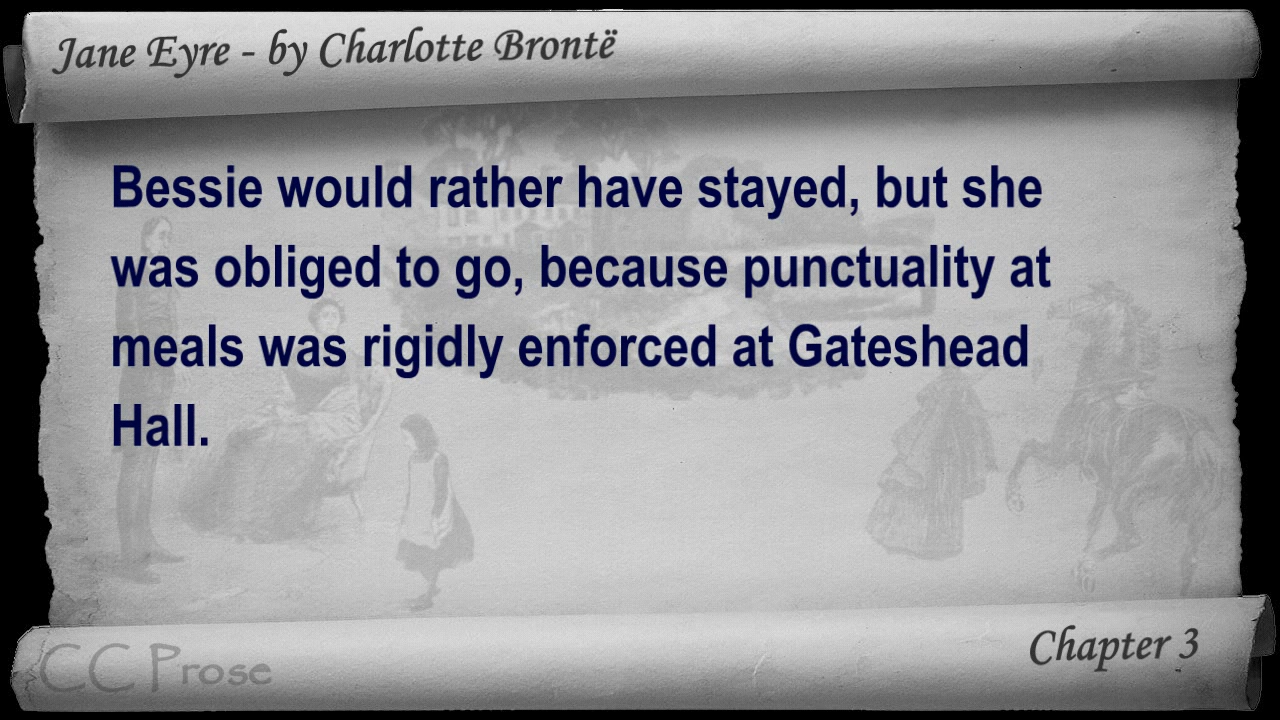 Jane Eyre - by Charlotte Brontë
Bessie would rather have stayed, but she
was obliged to go, because punctuality at
meals was rigidly enforced at Gateshead
Hall.
Chapter 3
CC Prose